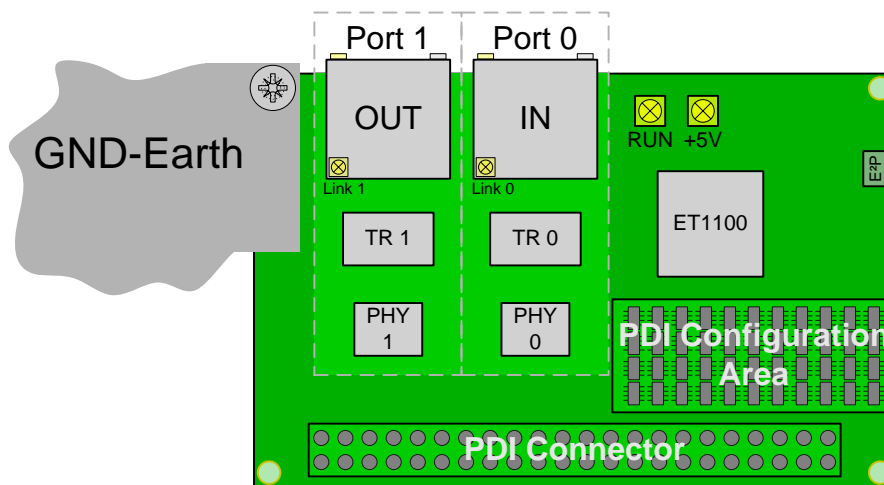 Port 1
Port 0
GND-Earth
OUT
IN
RUN
+5V
E²P
Link 1
Link 0
TR 1
TR 0
ET1100
PHY
1
PHY
0
PDI Configuration
Area
PDI Connector